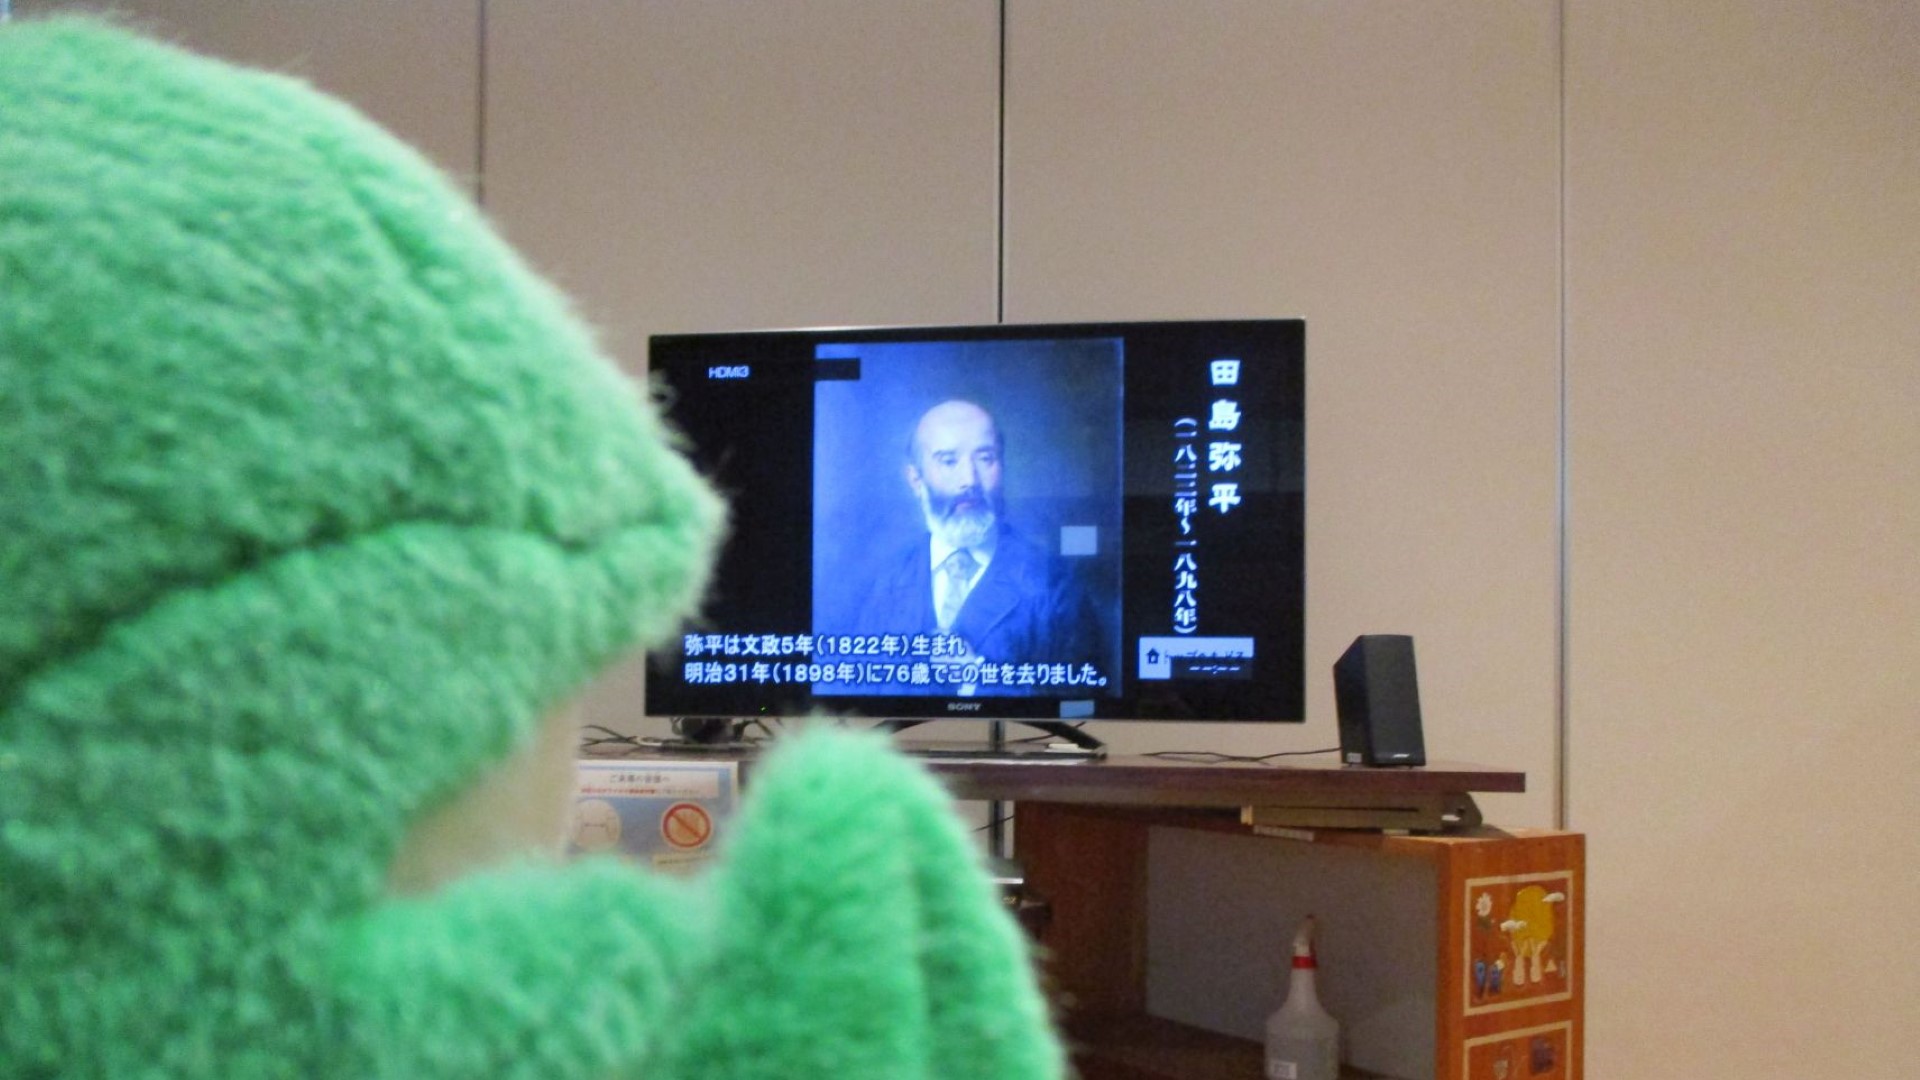 HDMI3
田島弥平
(一八二二年～一八九八年)
弥平は文政5年(1822年)生まれ
明治31年(1898年)に76歳でこの世を去りました。
SONY